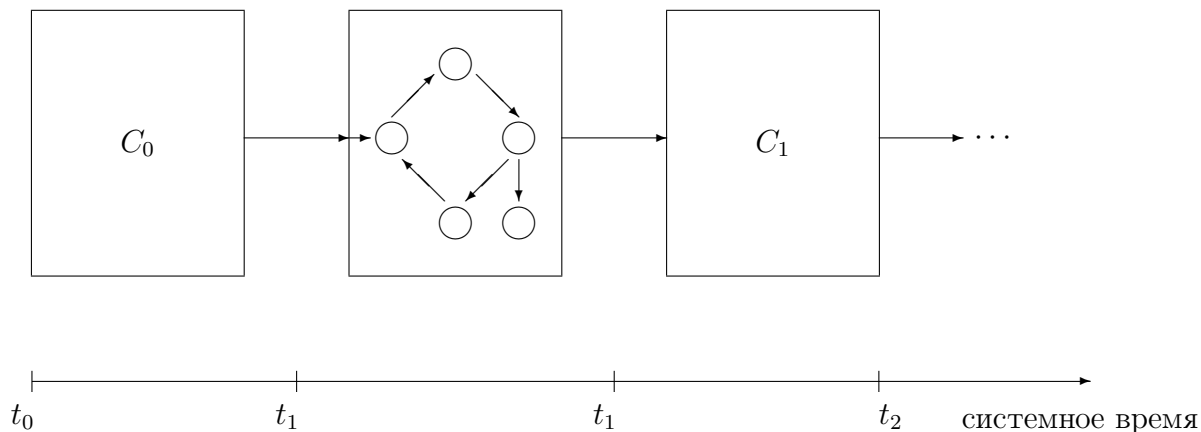 C₀ C₁ ···
t₀ t₁ t₁ t₂ системное время